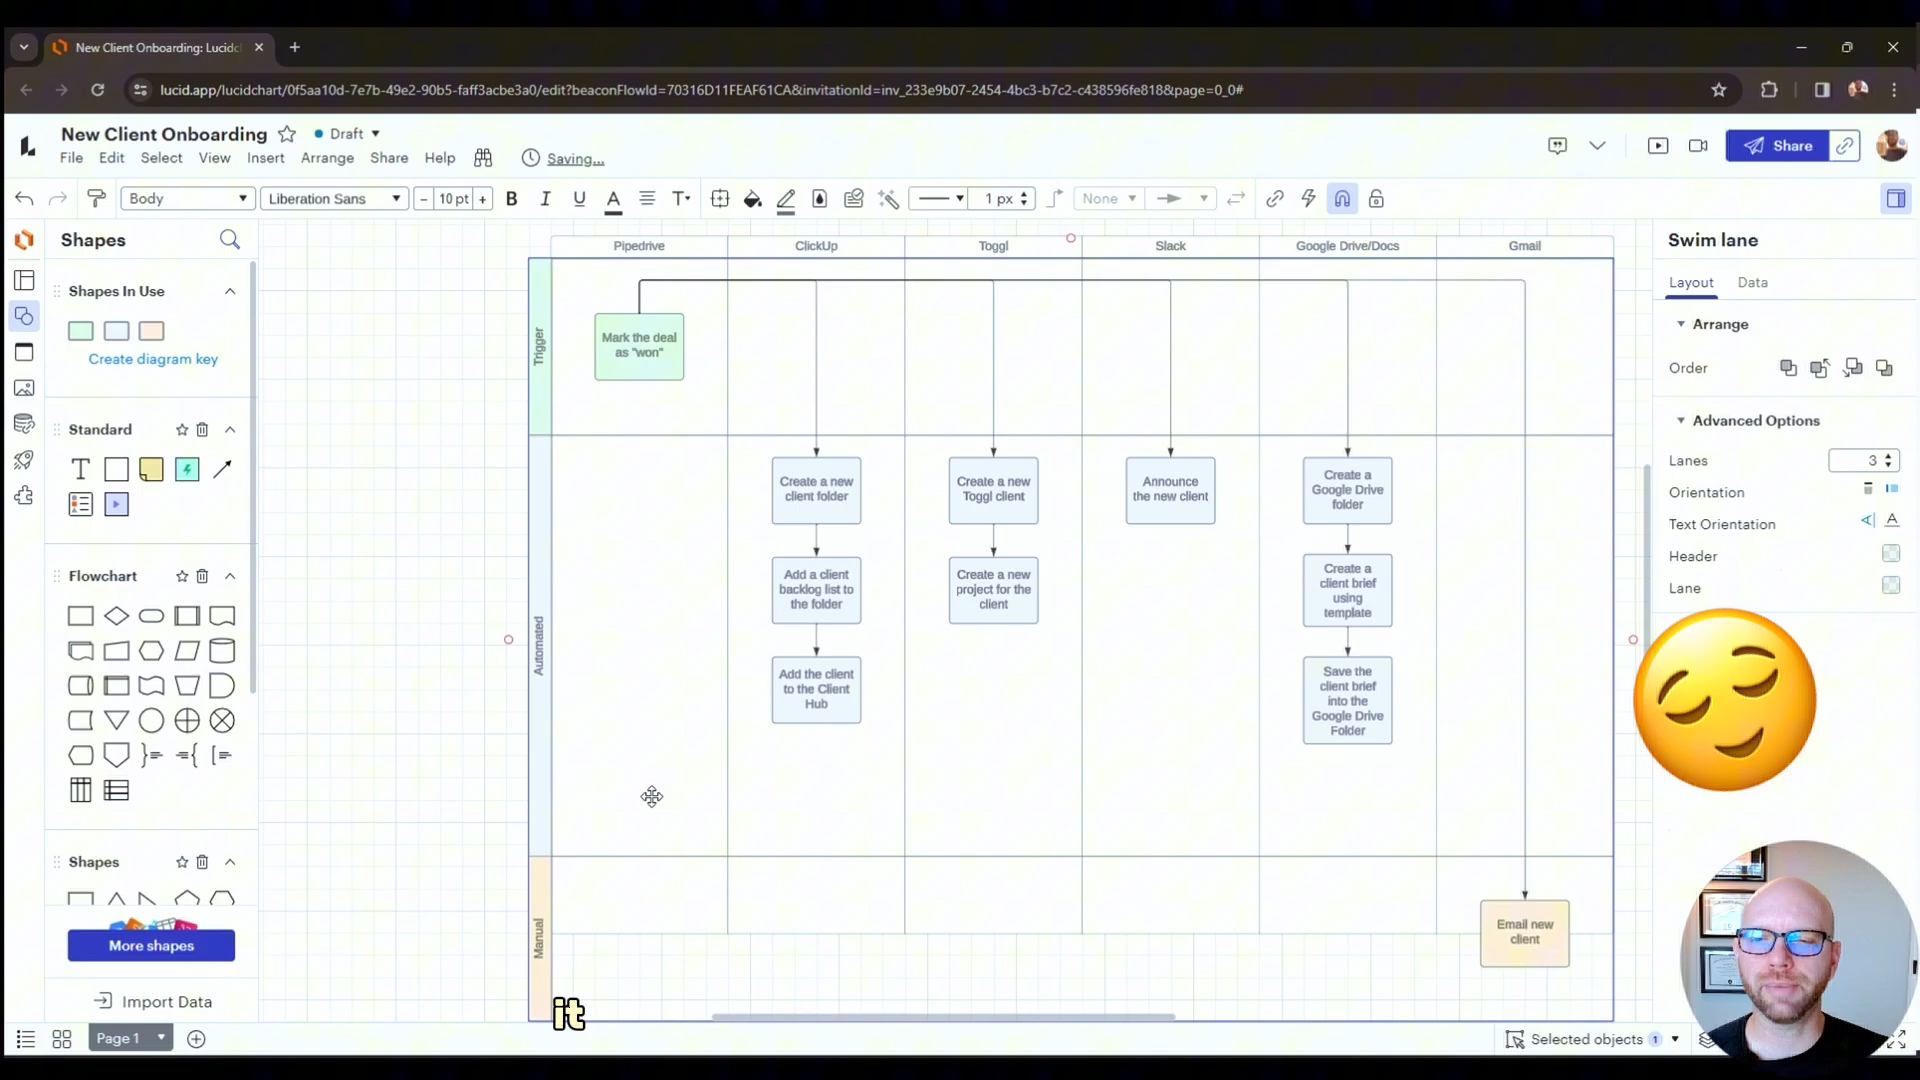 New Client Onboarding: Lucidc
lucid.app/lucidchart/0f5aa10d-7e7b-49e2-90b5-faff3acbe3a0/edit?beaconFlowId=70316D11FEAF61CA&invitationId=inv_233e9b07-2454-4bc3-b7c2-c438596fe818&page=0_0#
New Client Onboarding
Draft
File Edit Select View Insert Arrange Share Help
Saving...
Share
Body
Liberation Sans
10 pt
B I U A T
1 px
None
Shapes
Shapes In Use
Create diagram key
Standard
T
Flowchart
Shapes
More shapes
Import Data
Pipedrive ClickUp Toggl Slack Google Drive/Docs Gmail
Trigger
Mark the deal
as "won"
Automated
Create a new
client folder
Add a client
backlog list to
the folder
Add the client
to the Client
Hub
Create a new
Toggl client
Create a new
project for the
client
Announce
the new client
Create a
Google Drive
folder
Create a
client brief
using
template
Save the
client brief
into the
Google Drive
Folder
Manual
Email new
client
it
Swim lane
Layout Data
Arrange
Order
Advanced Options
Lanes 3
Orientation
Text Orientation
Header
Lane
Page 1
Selected objects 1